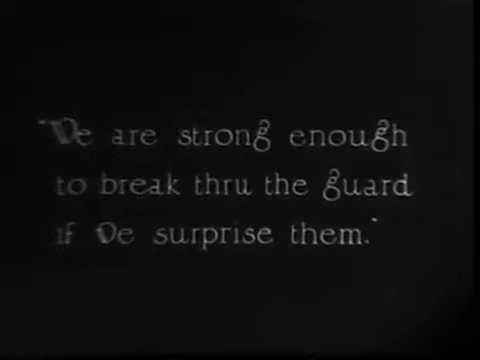 "We are strong enough
to break thru the guard
if We surprise them."